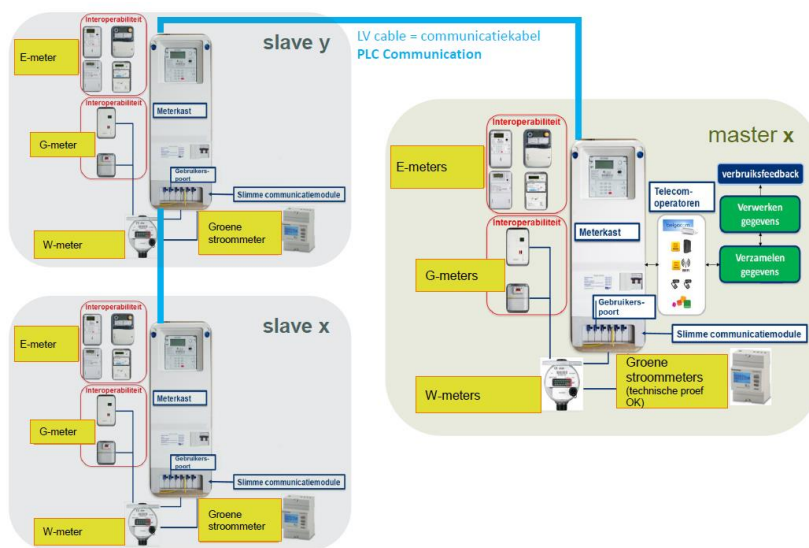 Interoperabiliteit
slave y
E-meter
Interoperabiliteit
G-meter
Meterkast
Gebruikers-
poort
Slimme communicatiemodule
W-meter
Groene
stroommeter
LV cable = communicatiekabel
PLC Communication
Interoperabiliteit
slave x
E-meter
Interoperabiliteit
G-meter
Meterkast
Gebruikers-
poort
Slimme communicatiemodule
W-meter
Groene
stroommeter
Interoperabiliteit
master x
E-meters
Interoperabiliteit
G-meters
Meterkast
Telecom-
operatoren
verbruiksfeedback
Verwerken
gegevens
Verzamelen
gegevens
Gebruikers-
poort
Slimme communicatiemodule
W-meters
Groene
stroommeters
(technische proef
OK)